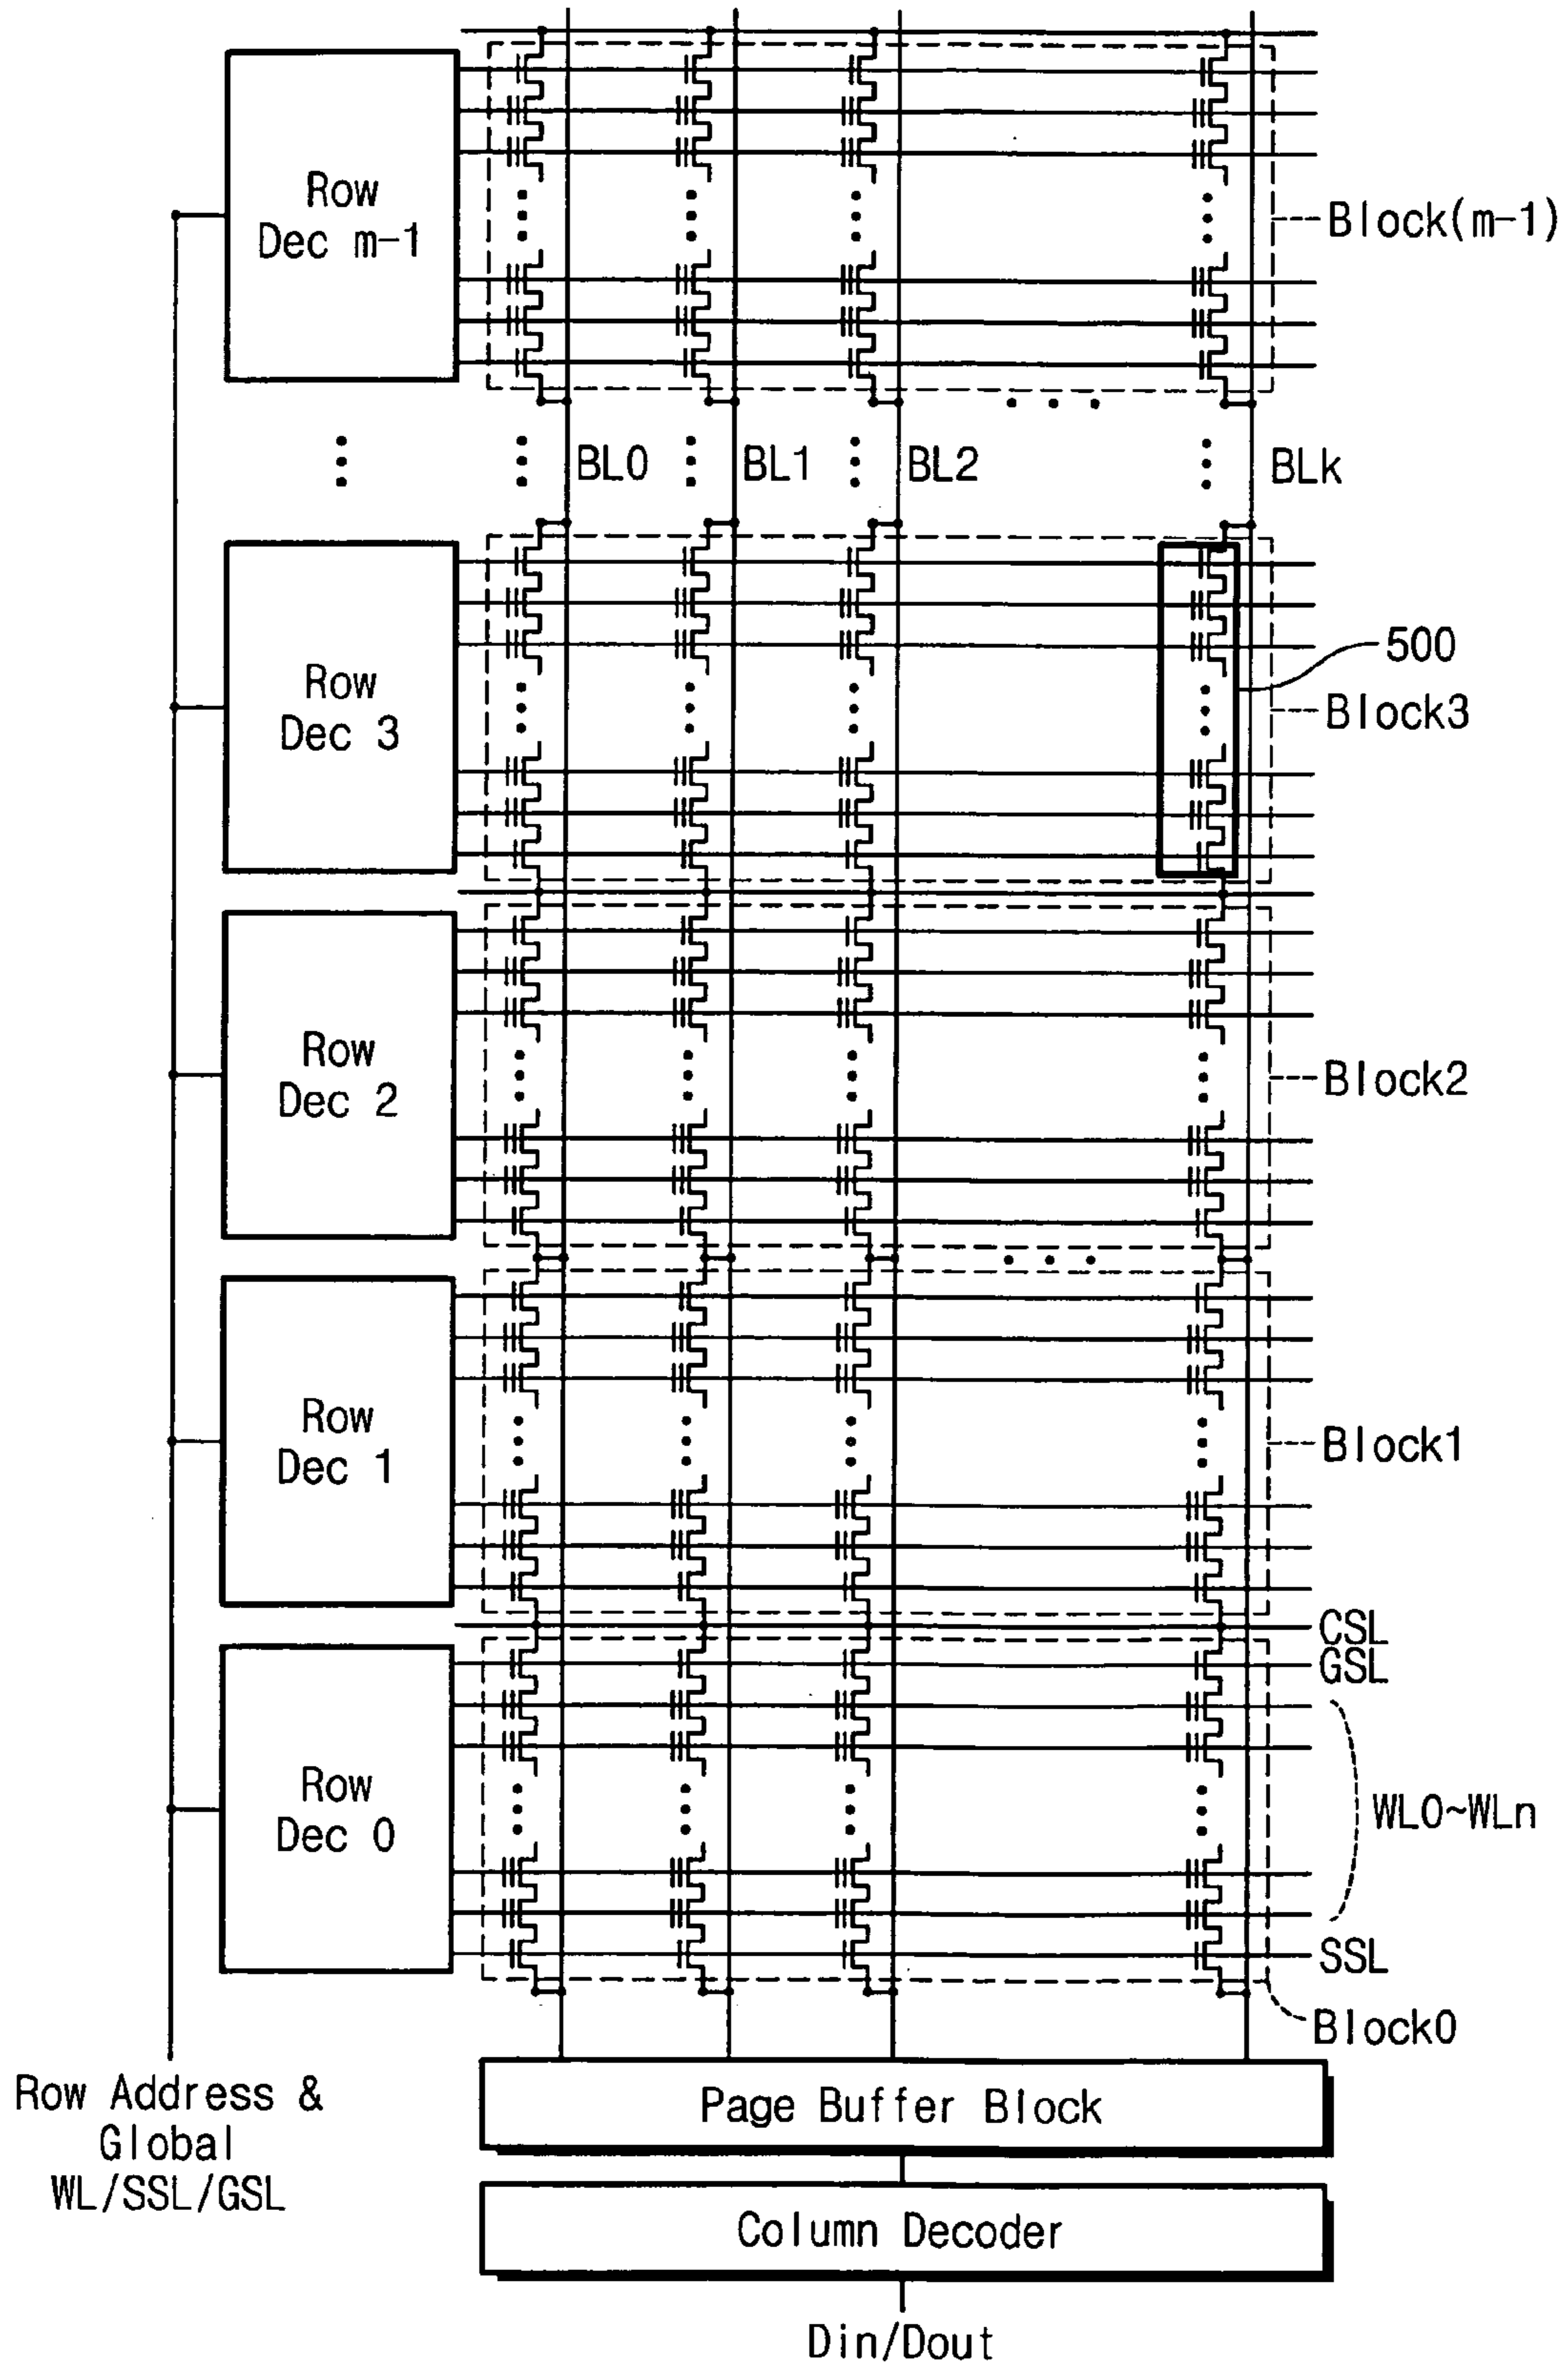 Row
Dec m-1
Block(m-1)
BL0
BL1
BL2
BLk
Row
Dec 3
500
Block3
Row
Dec 2
Block2
Row
Dec 1
Block1
CSL
GSL
Row
Dec 0
WL0~WLn
SSL
Block0
Row Address &
Global
WL/SSL/GSL
Page Buffer Block
Column Decoder
Din/Dout